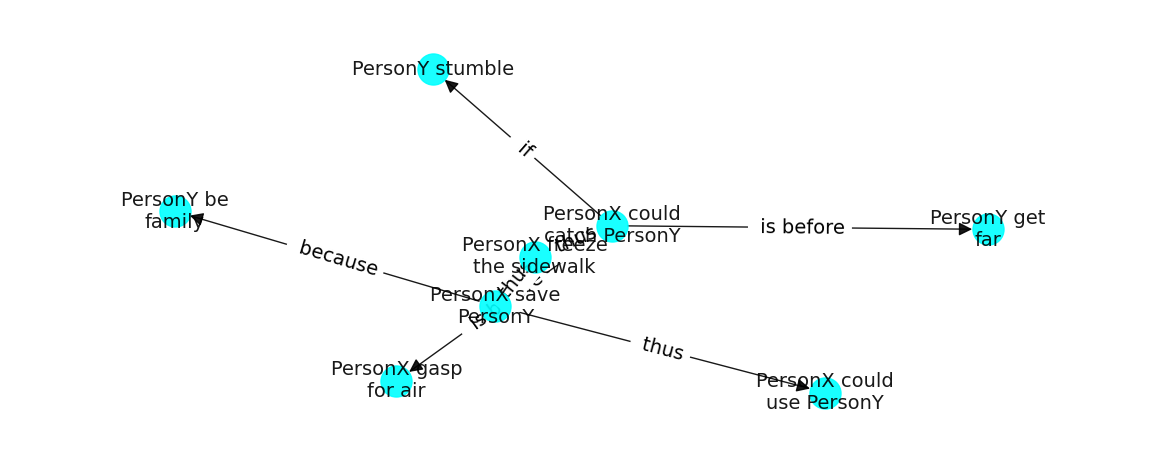 PersonY stumble
if
PersonY be
family
PersonX could
catch PersonY
is before
PersonY get
far
PersonX freeze
the sidewalk
thus
because
PersonX save
PersonY
thus
thus
PersonX gasp
for air
PersonX could
use PersonY